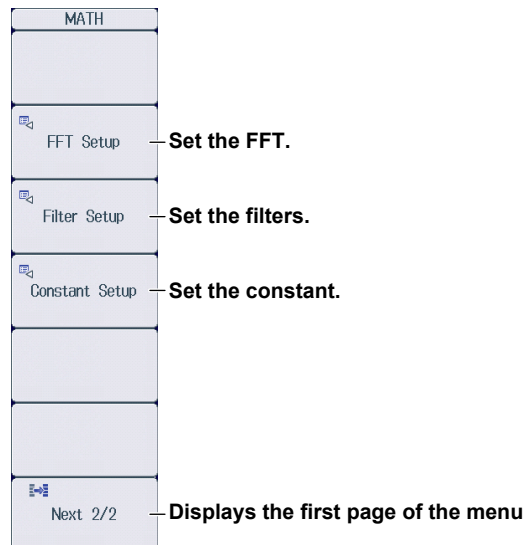 MATH
FFT Setup
Set the FFT.
Filter Setup
Set the filters.
Constant Setup
Set the constant.
Next 2/2
Displays the first page of the menu